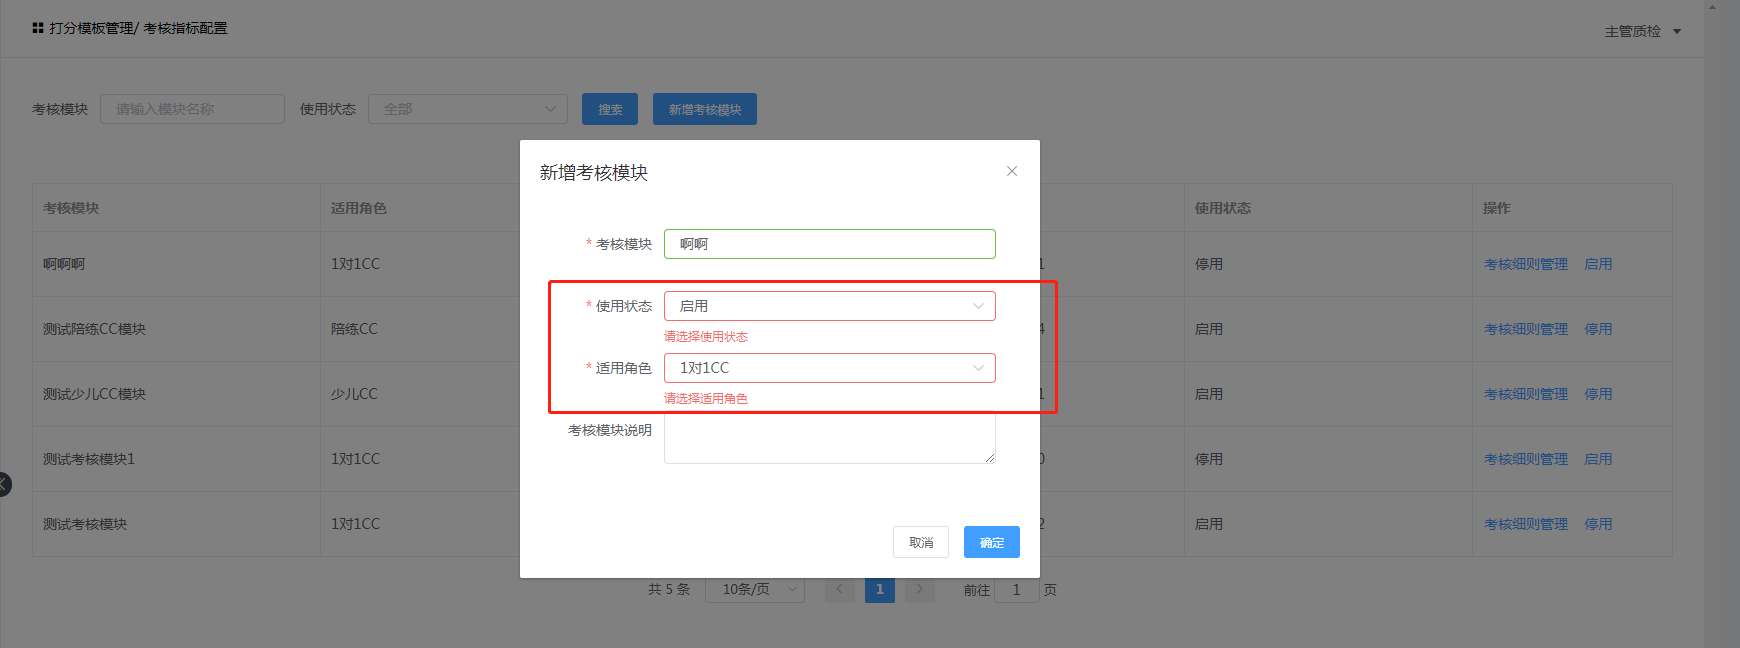 打分模板管理/ 考核指标配置
主管质检
考核模块 请输入模块名称 使用状态 全部 搜索 新增考核模块
新增考核模块
考核模块 适用角色 使用状态 操作
* 考核模块 啊啊
啊啊啊 1对1CC 1 停用 考核细则管理 启用
* 使用状态 启用
测试陪练CC模块 陪练CC 4 启用 考核细则管理 停用
请选择使用状态
* 适用角色 1对1CC
测试少儿CC模块 少儿CC 1 启用 考核细则管理 停用
请选择适用角色
考核模块说明
测试考核模块1 1对1CC 0 停用 考核细则管理 启用
测试考核模块 1对1CC 2 启用 考核细则管理 停用
取消 确定
共 5 条 10条/页 1 前往 1 页